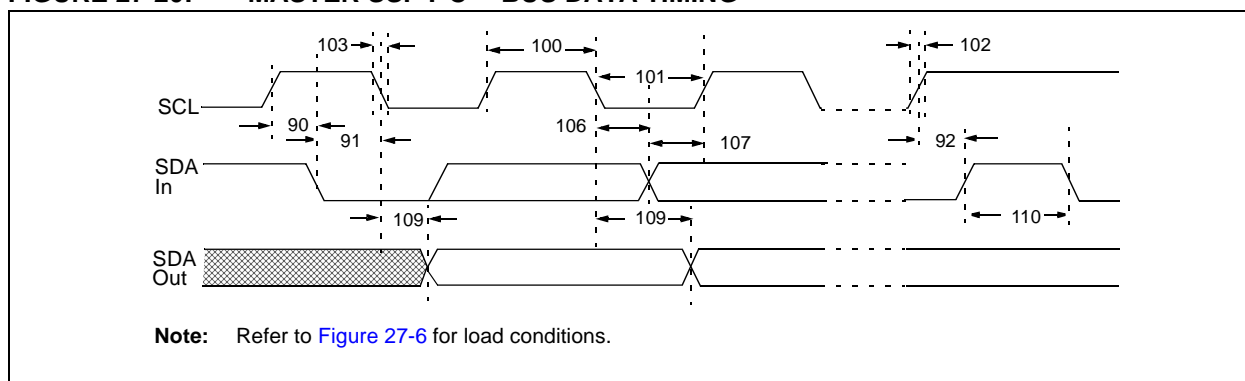 103 100 101 102
SCL
90 106
91 107 92
SDA
In
109 109 110
SDA
Out
Note: Refer to Figure 27-6 for load conditions.